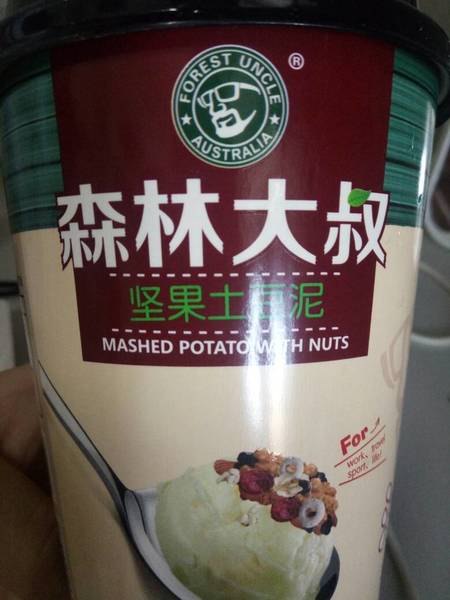 FOREST UNCLE
AUSTRALIA
®
森林大叔
坚果土豆泥
MASHED POTATO WITH NUTS
For
work, travel
sport, life!